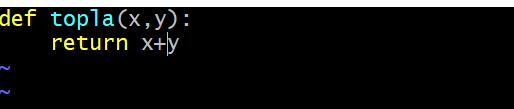 def topla(x,y):
    return x+y
~
~